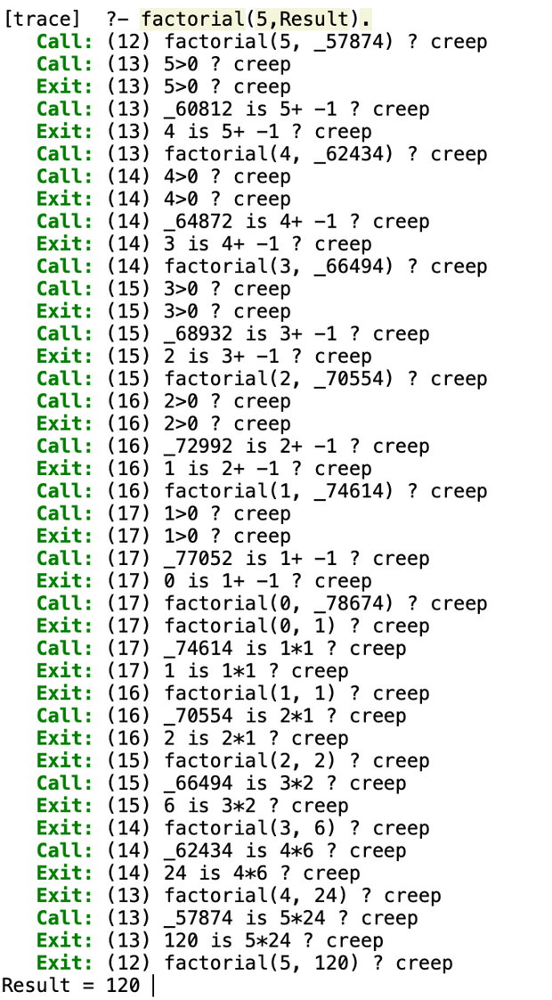 [trace]  ?- factorial(5,Result).
   Call: (12) factorial(5, _57874) ? creep
   Call: (13) 5>0 ? creep
   Exit: (13) 5>0 ? creep
   Call: (13) _60812 is 5+ -1 ? creep
   Exit: (13) 4 is 5+ -1 ? creep
   Call: (13) factorial(4, _62434) ? creep
   Call: (14) 4>0 ? creep
   Exit: (14) 4>0 ? creep
   Call: (14) _64872 is 4+ -1 ? creep
   Exit: (14) 3 is 4+ -1 ? creep
   Call: (14) factorial(3, _66494) ? creep
   Call: (15) 3>0 ? creep
   Exit: (15) 3>0 ? creep
   Call: (15) _68932 is 3+ -1 ? creep
   Exit: (15) 2 is 3+ -1 ? creep
   Call: (15) factorial(2, _70554) ? creep
   Call: (16) 2>0 ? creep
   Exit: (16) 2>0 ? creep
   Call: (16) _72992 is 2+ -1 ? creep
   Exit: (16) 1 is 2+ -1 ? creep
   Call: (16) factorial(1, _74614) ? creep
   Call: (17) 1>0 ? creep
   Exit: (17) 1>0 ? creep
   Call: (17) _77052 is 1+ -1 ? creep
   Exit: (17) 0 is 1+ -1 ? creep
   Call: (17) factorial(0, _78674) ? creep
   Exit: (17) factorial(0, 1) ? creep
   Call: (17) _74614 is 1*1 ? creep
   Exit: (17) 1 is 1*1 ? creep
   Exit: (16) factorial(1, 1) ? creep
   Call: (16) _70554 is 2*1 ? creep
   Exit: (16) 2 is 2*1 ? creep
   Exit: (15) factorial(2, 2) ? creep
   Call: (15) _66494 is 3*2 ? creep
   Exit: (15) 6 is 3*2 ? creep
   Exit: (14) factorial(3, 6) ? creep
   Call: (14) _62434 is 4*6 ? creep
   Exit: (14) 24 is 4*6 ? creep
   Exit: (13) factorial(4, 24) ? creep
   Call: (13) _57874 is 5*24 ? creep
   Exit: (13) 120 is 5*24 ? creep
   Exit: (12) factorial(5, 120) ? creep
Result = 120